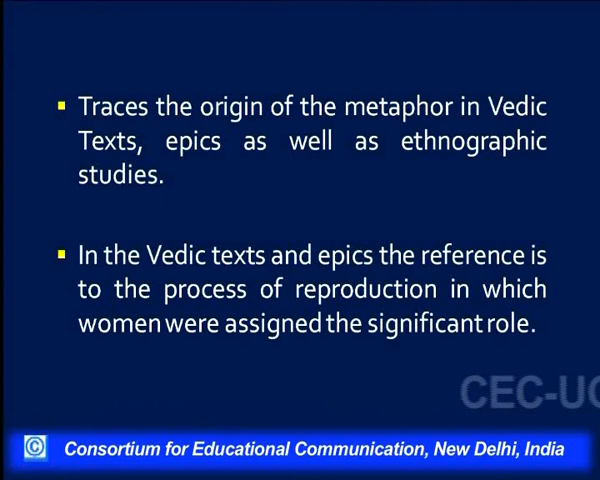 ▪ Traces the origin of the metaphor in Vedic
Texts, epics as well as ethnographic
studies.
▪ In the Vedic texts and epics the reference is
to the process of reproduction in which
women were assigned the significant role.
CEC-UG
© Consortium for Educational Communication, New Delhi, India